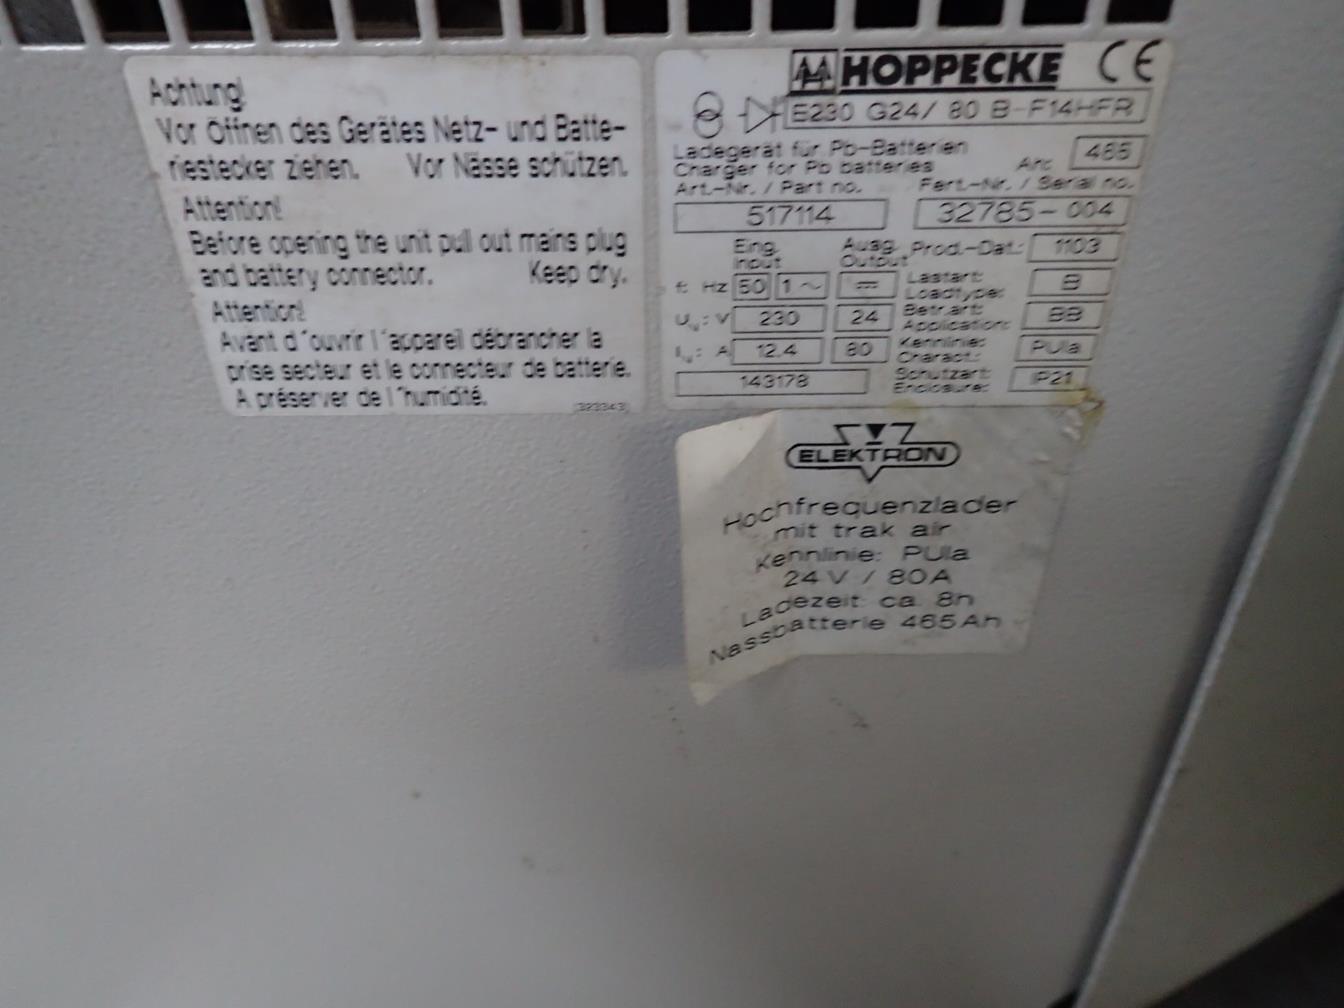 Achtung!
Vor Öffnen des Gerätes Netz- und Batte-
riestecker ziehen. Vor Nässe schützen.
Attention!
Before opening the unit pull out mains plug
and battery connector. Keep dry.
Attention!
Avant d´ouvrir l´appareil débrancher la
prise secteur et le connecteur de batterie.
A préserver de l´humidité.
(323343)
HOPPECKE CE
E230 G24/ 80 B-F14HFR
Ladegerät für Pb-Batterien
Charger for Pb batteries Ah: 465
Art.-Nr. / Part no. Fert.-Nr. / Serial no.
517114 32785-004
Eing. Ausg. Prod.-Dat.: 1103
Input Output
f: Hz 50 1 ~ Lastart: B
Loadtype:
U : V 230 24 Betr.art: BB
Application:
I : A 12.4 80 Kennlinie: PUIa
Charact.:
143178 Schutzart: IP21
Enclosure:
ELEKTRON
Hochfrequenzlader
mit trak air
Kennlinie: PUIa
24 V / 80A
Ladezeit: ca. 8h
Nassbatterie 465Ah